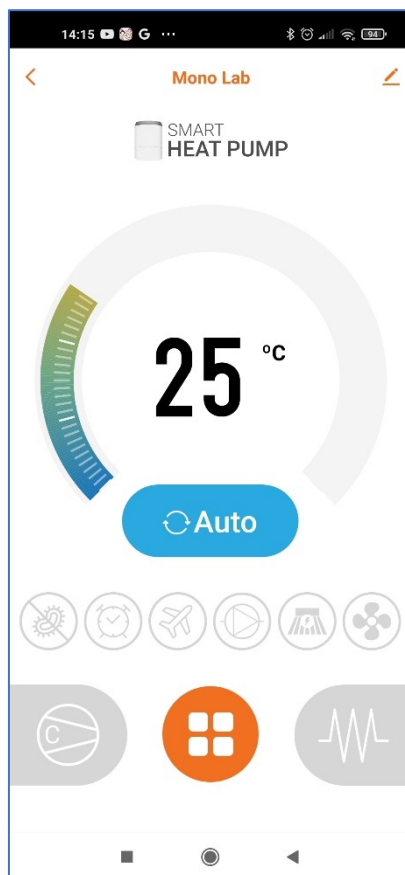 14:15 G ...
94
Mono Lab
SMART
HEAT PUMP
25 °C
Auto
C